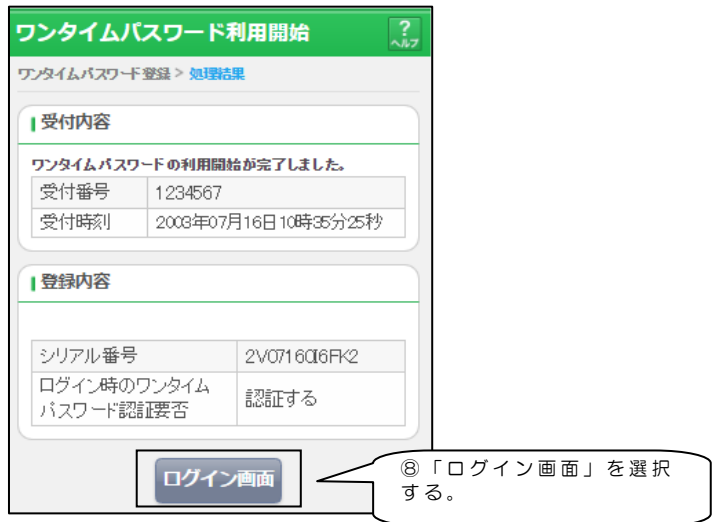 ワンタイムパスワード利用開始
?
ヘルプ
ワンタイムパスワード登録 > 処理結果
受付内容
ワンタイムパスワードの利用開始が完了しました。
受付番号 1234567
受付時刻 2003年07月16日10時35分25秒
登録内容
シリアル番号 2V07160I6FK2
ログイン時のワンタイム
パスワード認証要否 認証する
ログイン画面
⑧「ログイン画面」を選択
する。